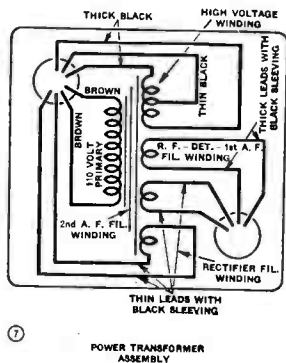 THICK BLACK
HIGH VOLTAGE
WINDING
BROWN
BROWN
110 VOLT
PRIMARY
THIN BLACK
THICK LEADS WITH
BLACK SLEEVING
R. F. - DET. - 1st A. F.
FIL. WINDING
2nd A. F. FIL.
WINDING
RECTIFIER FIL.
WINDING
THIN LEADS WITH
BLACK SLEEVING
7
POWER TRANSFORMER
ASSEMBLY